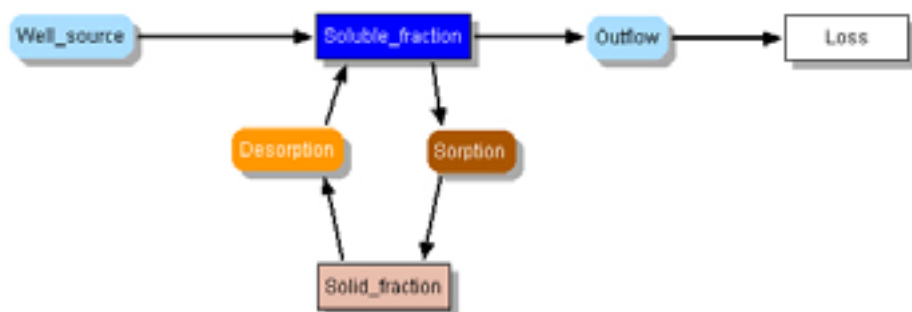 Well_source
Soluble_fraction
Outflow
Loss
Desorption
Sorption
Solid_fraction